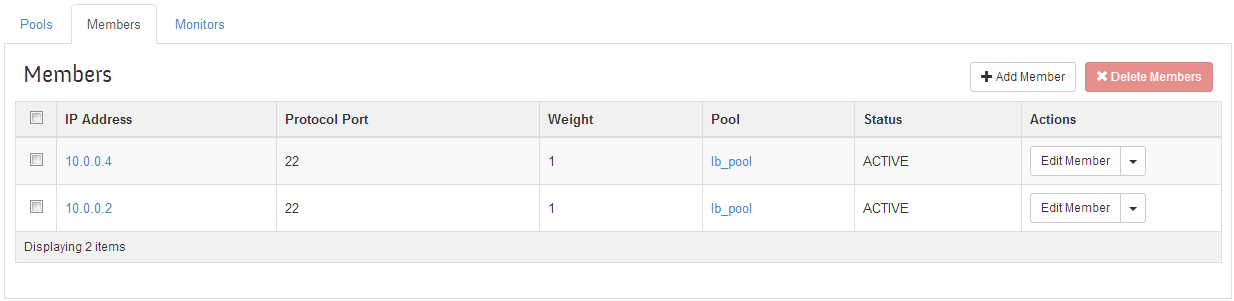 Pools Members Monitors
Members
Add Member Delete Members
IP Address Protocol Port Weight Pool Status Actions
10.0.0.4 22 1 lb_pool ACTIVE Edit Member
10.0.0.2 22 1 lb_pool ACTIVE Edit Member
Displaying 2 items